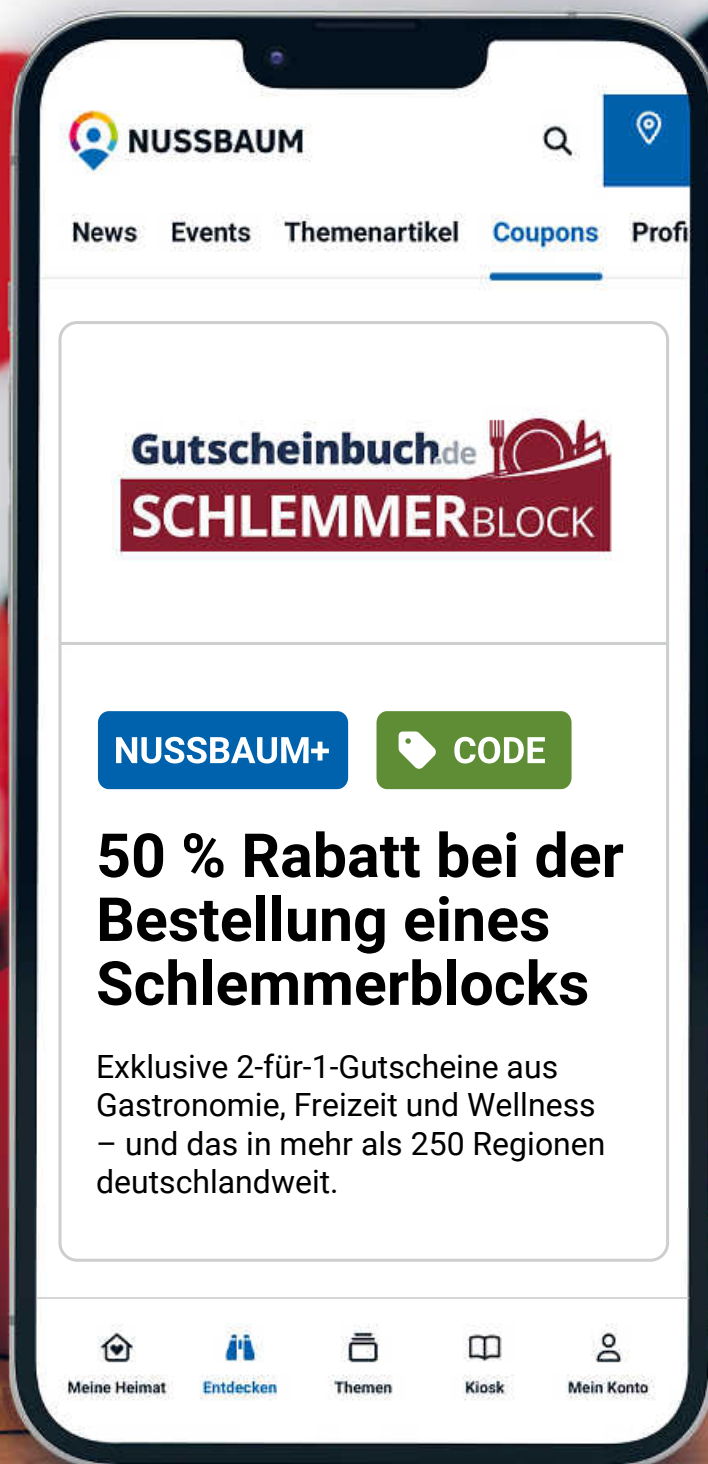 NUSSBAUM
News Events Themenartikel Coupons Profi
Gutscheinbuch.de
SCHLEMMERBLOCK
NUSSBAUM+ CODE
50 % Rabatt bei der
Bestellung eines
Schlemmerblocks
Exklusive 2-für-1-Gutscheine aus
Gastronomie, Freizeit und Wellness
– und das in mehr als 250 Regionen
deutschlandweit.
Meine Heimat Entdecken Themen Kiosk Mein Konto